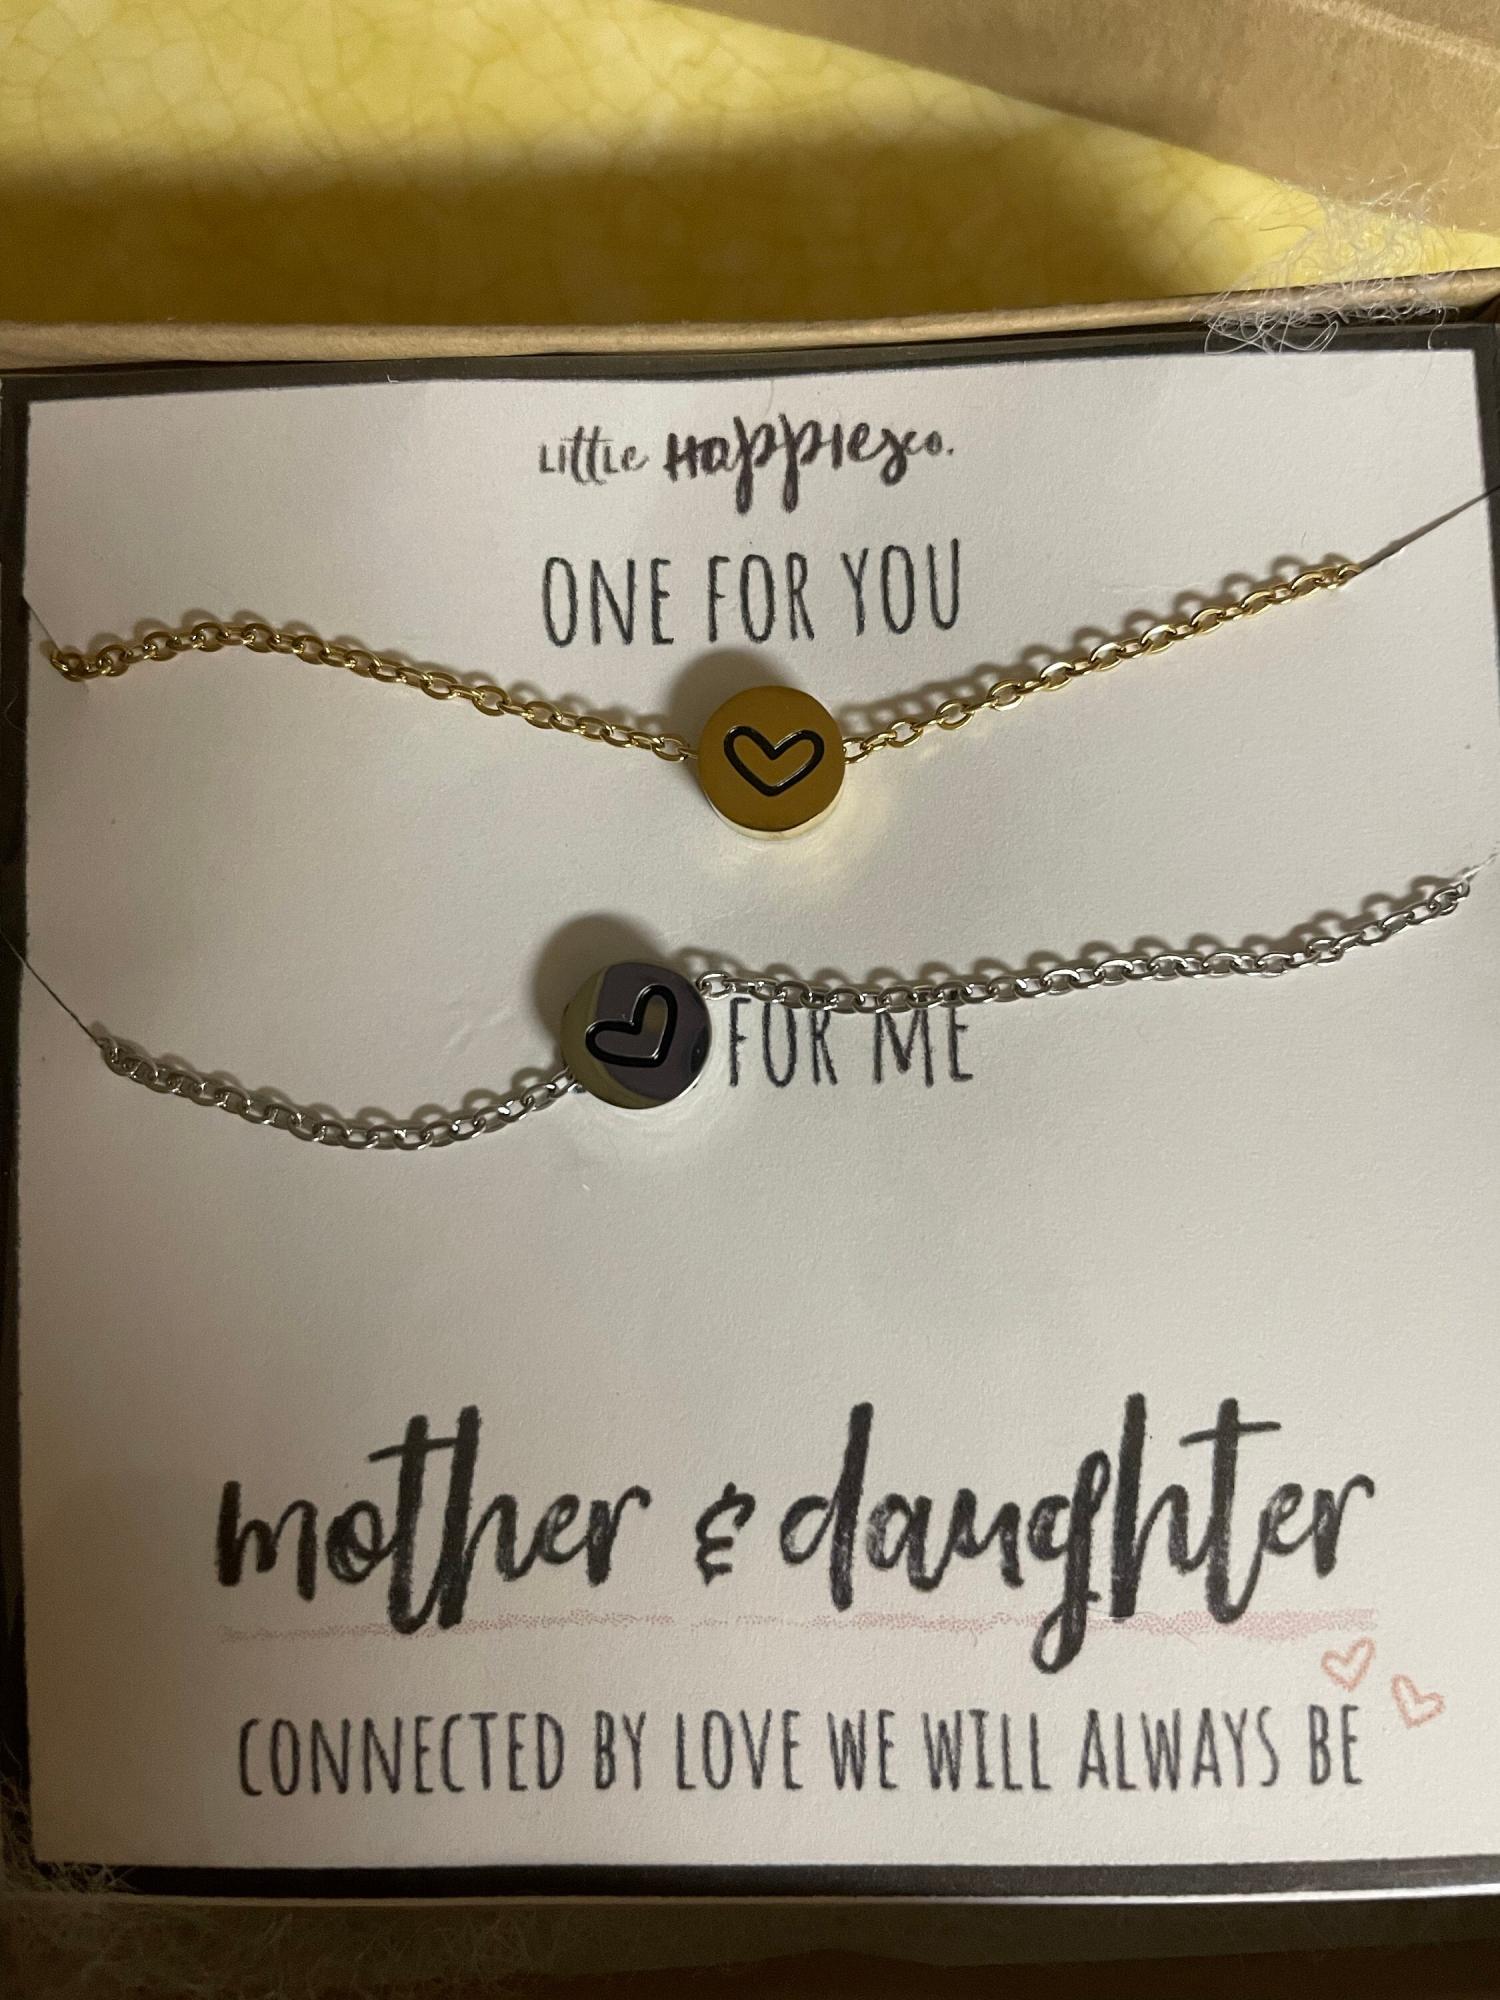 Little Happies co.
ONE FOR YOU
FOR ME
mother & daughter
CONNECTED BY LOVE WE WILL ALWAYS BE